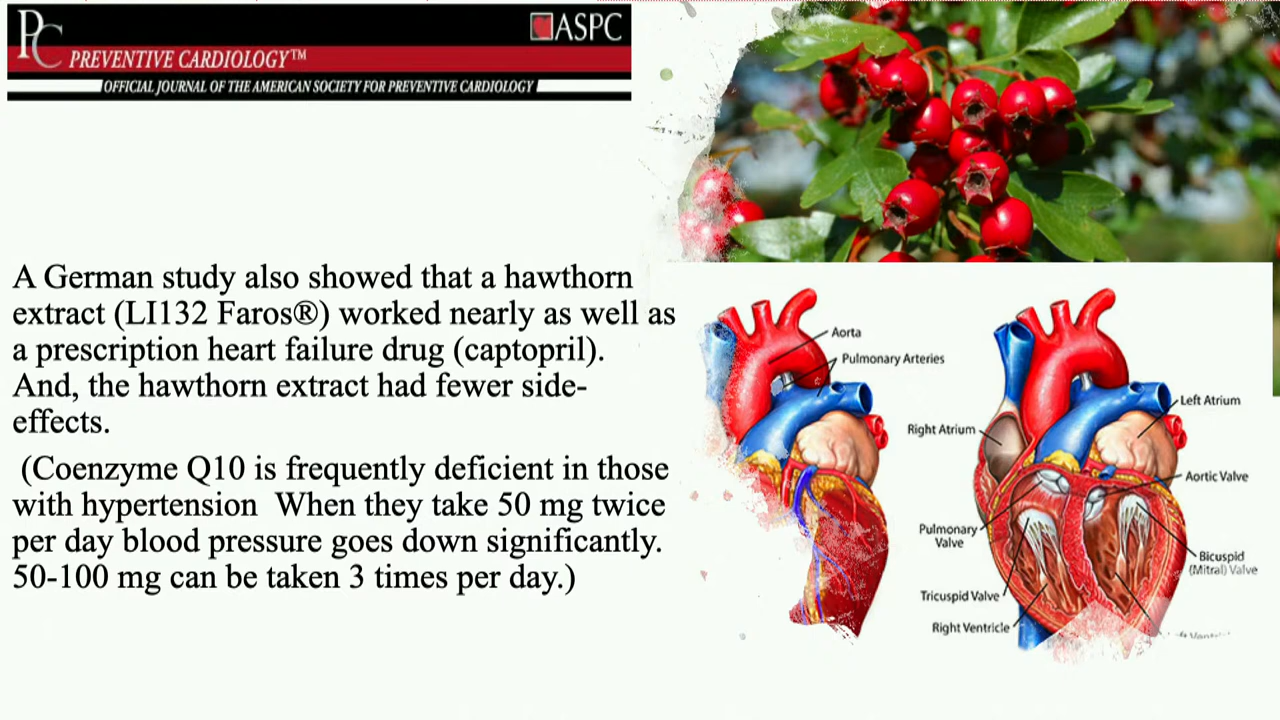 PC
ASPC
PREVENTIVE CARDIOLOGY™
OFFICIAL JOURNAL OF THE AMERICAN SOCIETY FOR PREVENTIVE CARDIOLOGY
A German study also showed that a hawthorn
extract (LI132 Faros®) worked nearly as well as
a prescription heart failure drug (captopril).
And, the hawthorn extract had fewer side-
effects.
(Coenzyme Q10 is frequently deficient in those
with hypertension When they take 50 mg twice
per day blood pressure goes down significantly.
50-100 mg can be taken 3 times per day.)
Aorta
Pulmonary Arteries
Left Atrium
Right Atrium
Aortic Valve
Pulmonary
Valve
Bicuspid
(Mitral) Valve
Tricuspid Valve
Right Ventricle